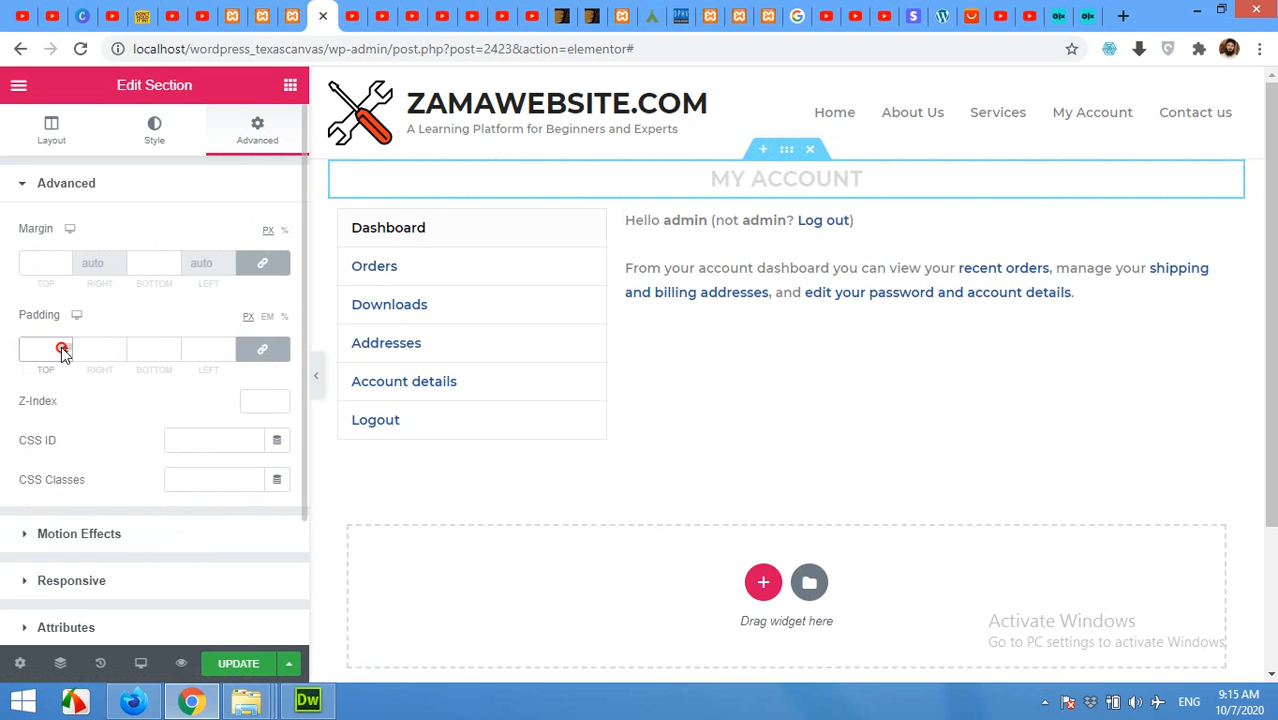 localhost/wordpress_texascanvas/wp-admin/post.php?post=2423&action=elementor#
Edit Section
Layout
Style
Advanced
Advanced
Margin
PX %
auto
auto
TOP RIGHT BOTTOM LEFT
Padding
PX EM %
TOP RIGHT BOTTOM LEFT
Z-Index
CSS ID
CSS Classes
Motion Effects
Responsive
Attributes
UPDATE
ZAMAWEBSITE.COM
A Learning Platform for Beginners and Experts
Home About Us Services My Account Contact us
MY ACCOUNT
Dashboard
Orders
Downloads
Addresses
Account details
Logout
Hello admin (not admin? Log out)
From your account dashboard you can view your recent orders, manage your shipping
and billing addresses, and edit your password and account details.
Drag widget here
Activate Windows
Go to PC settings to activate Windows.
Dw
ENG
9:15 AM
10/7/2020